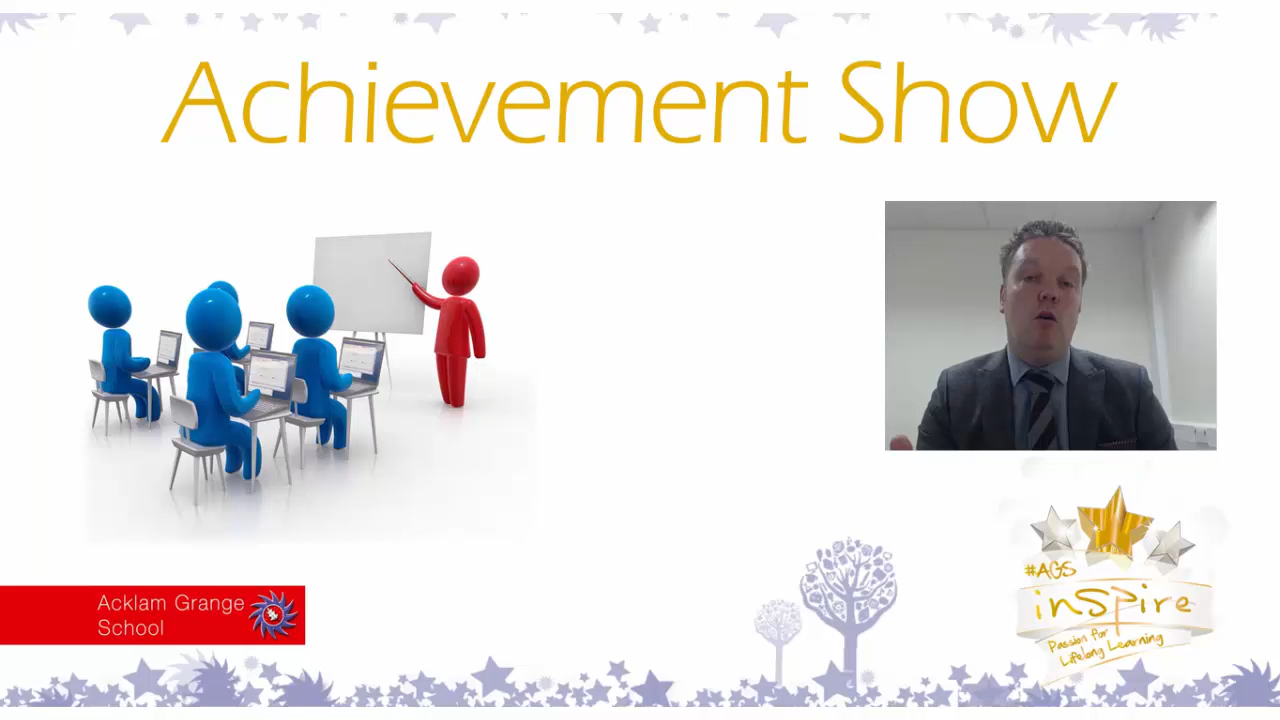 Achievement Show
Acklam Grange
School
#AGS
inspire
Passion for
Lifelong Learning